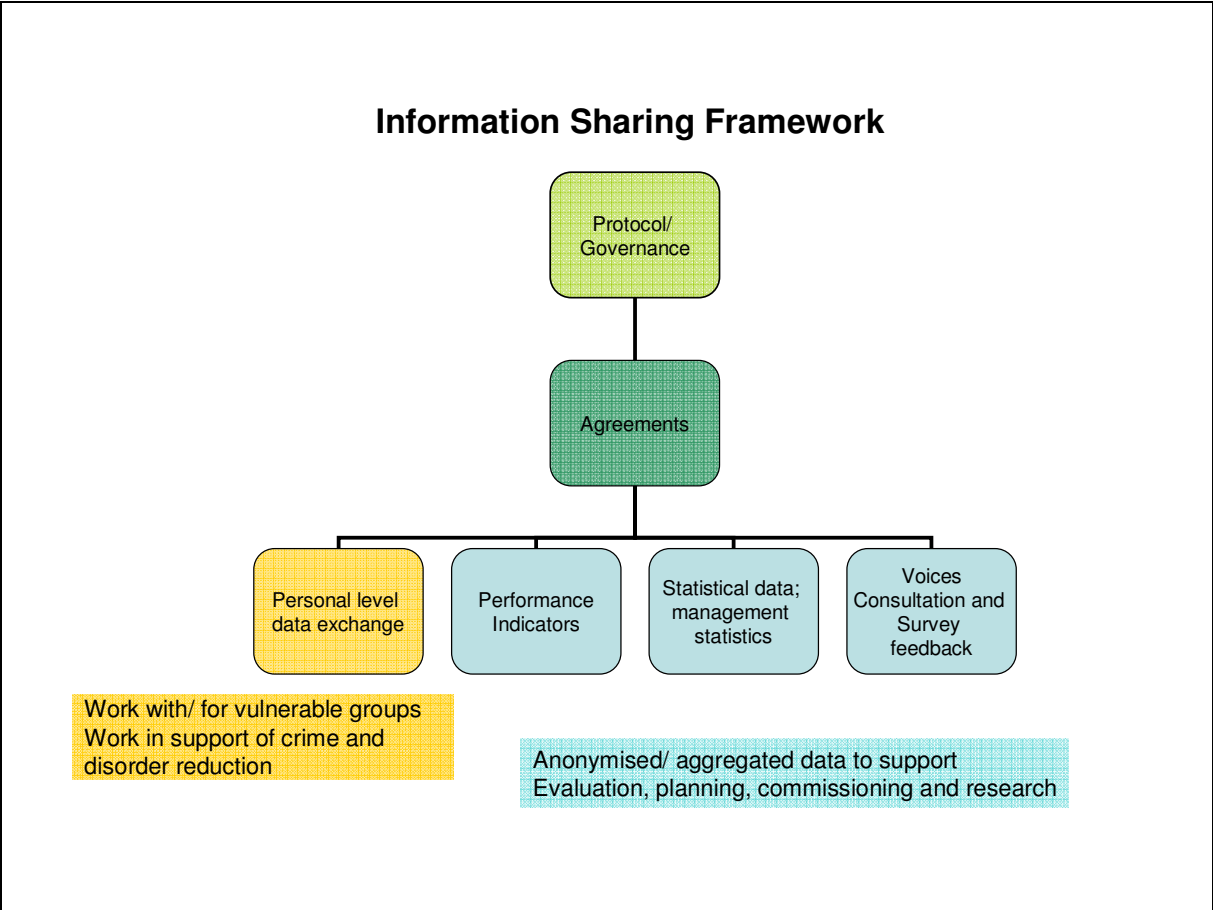 Information Sharing Framework
Protocol/
Governance
Agreements
Personal level
data exchange
Performance
Indicators
Statistical data;
management
statistics
Voices
Consultation and
Survey
feedback
Work with/ for vulnerable groups
Work in support of crime and
disorder reduction
Anonymised/ aggregated data to support
Evaluation, planning, commissioning and research